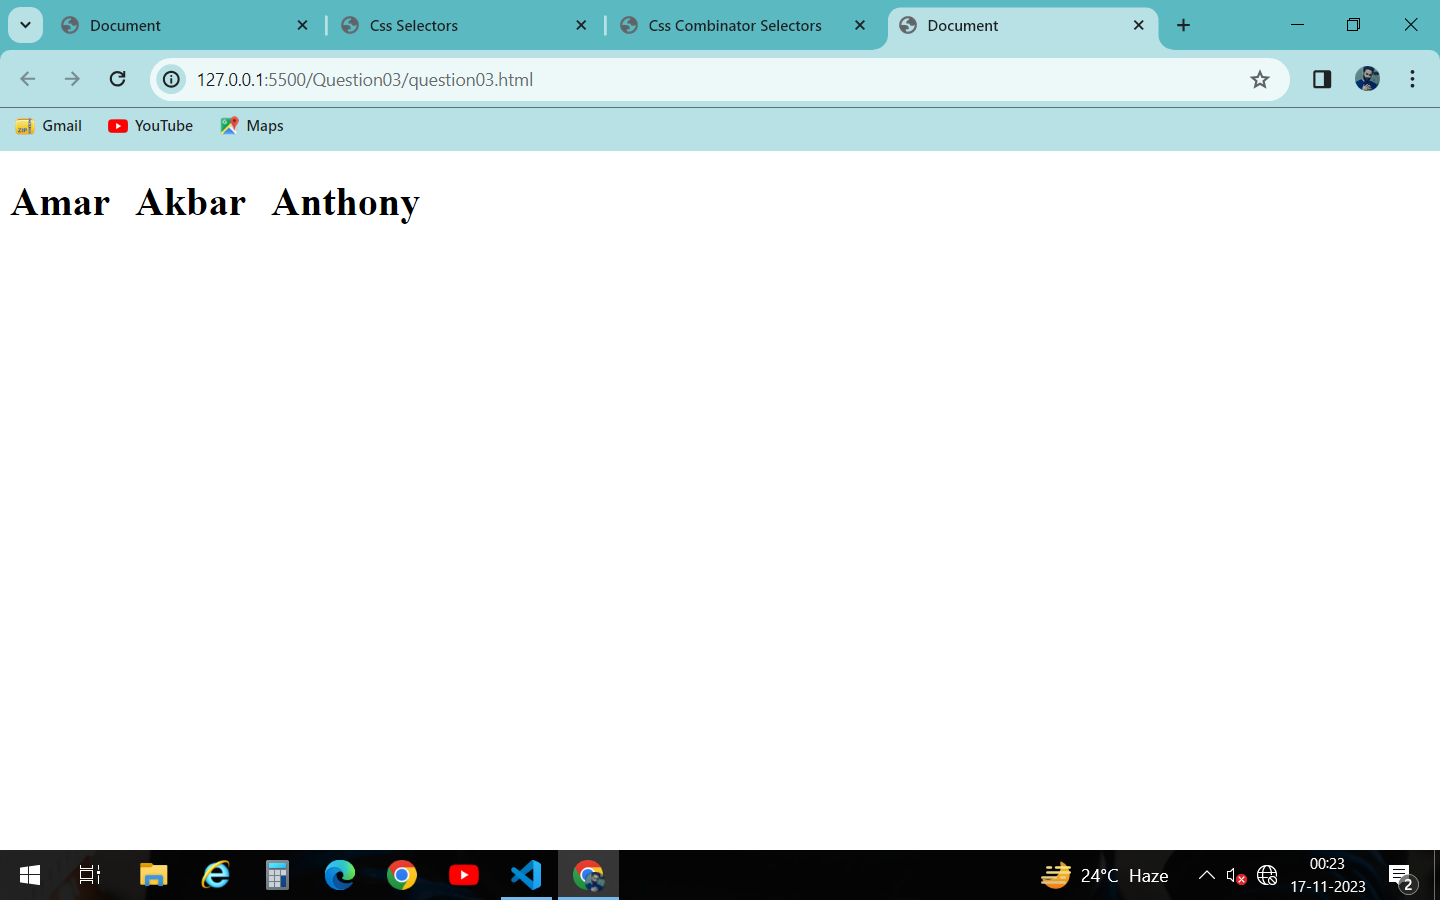 Document Css Selectors Css Combinator Selectors Document
127.0.0.1:5500/Question03/question03.html
Gmail YouTube Maps
Amar Akbar Anthony
24°C Haze
00:23
17-11-2023
2